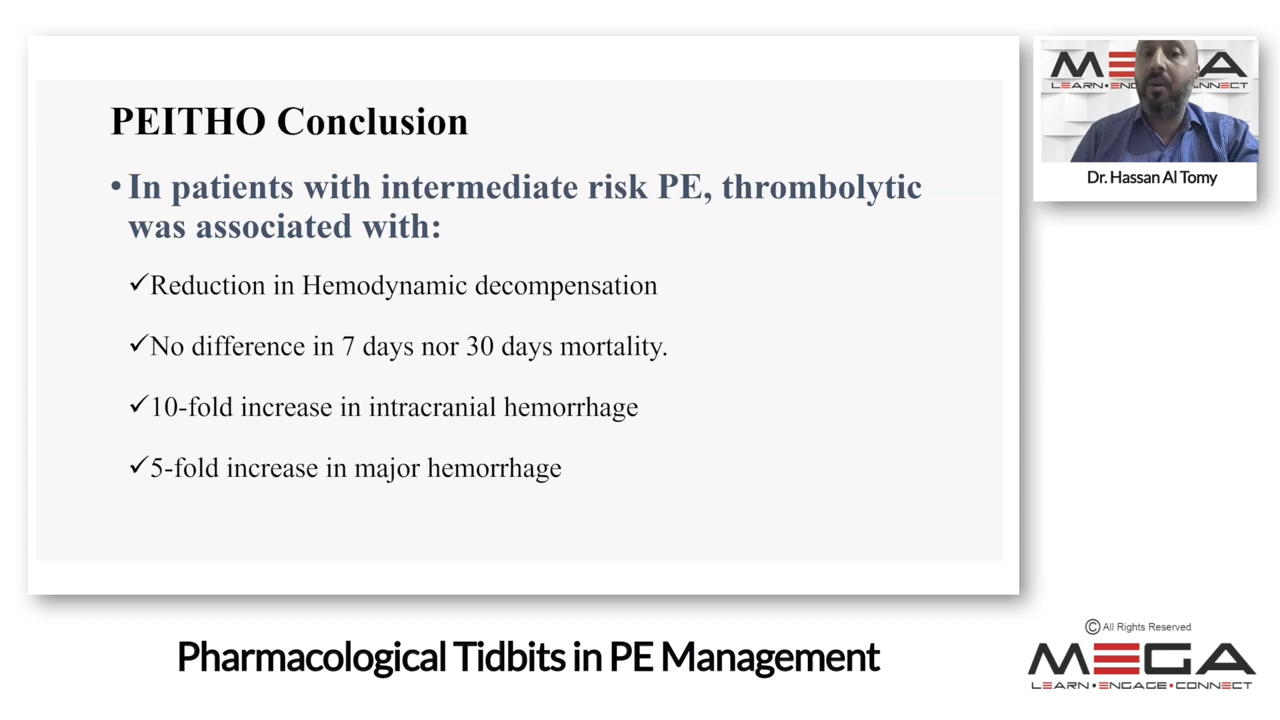 PEITHO Conclusion
• In patients with intermediate risk PE, thrombolytic
was associated with:
✓Reduction in Hemodynamic decompensation
✓No difference in 7 days nor 30 days mortality.
✓10-fold increase in intracranial hemorrhage
✓5-fold increase in major hemorrhage
Dr. Hassan Al Tomy
Pharmacological Tidbits in PE Management
© All Rights Reserved
MEGA
LEARN•ENGAGE•CONNECT